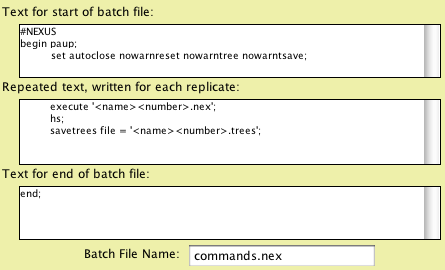 Text for start of batch file:
#NEXUS
begin paup;
set autoclose nowarnreset nowarntree nowarntsave;
Repeated text, written for each replicate:
execute '<name><number>.nex';
hs;
savetrees file = '<name><number>.trees';
Text for end of batch file:
end;
Batch File Name: commands.nex